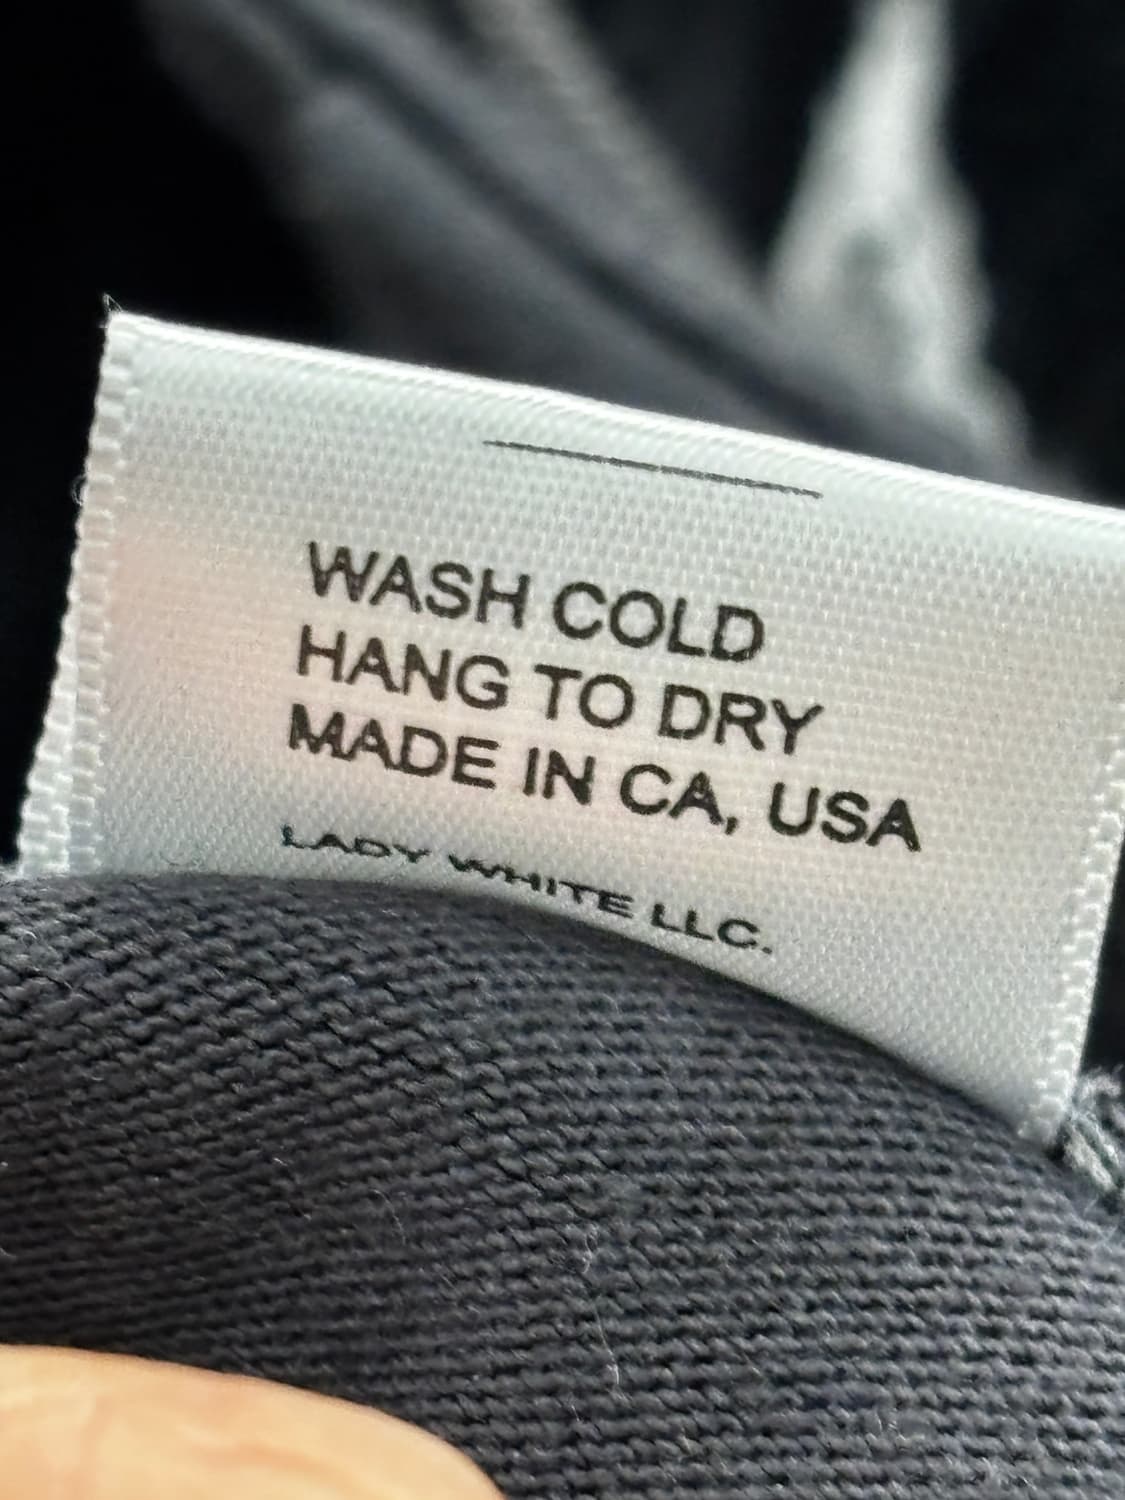 WASH COLD
HANG TO DRY
MADE IN CA, USA
LADY WHITE LLC.